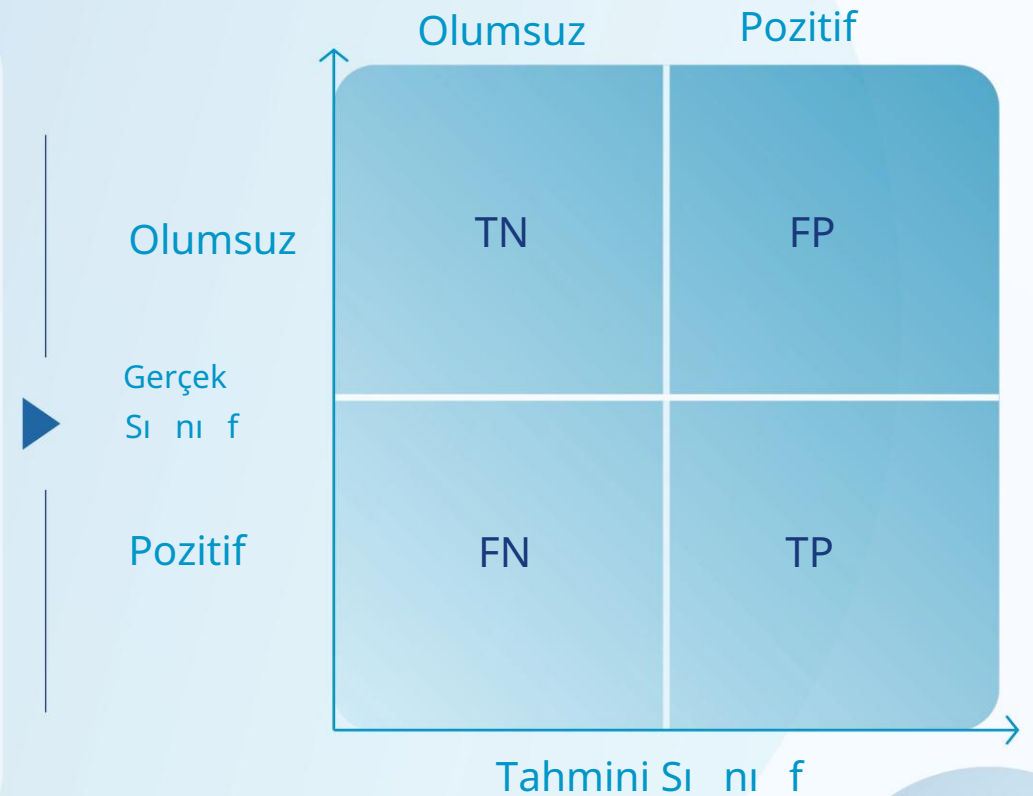 Olumsuz Pozitif
Olumsuz TN FP
Gerçek
Sı nı f
Pozitif FN TP
Tahmini Sı nı f